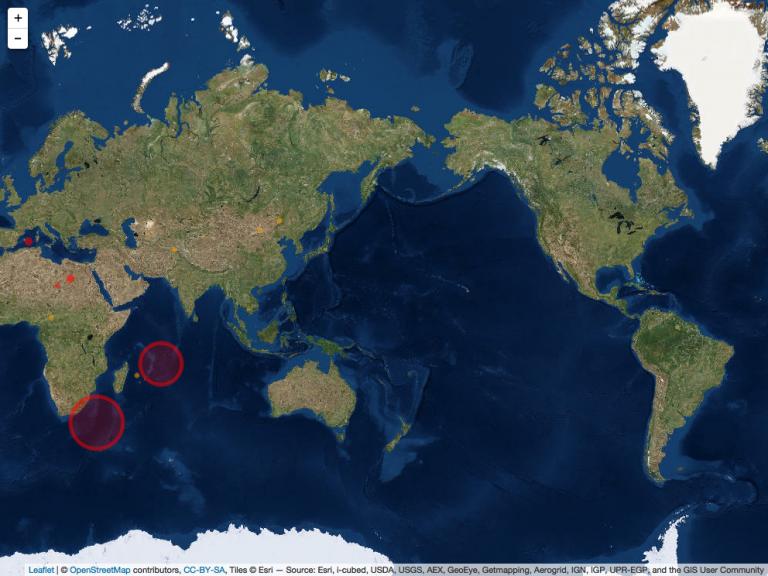 +
−
Leaflet | © OpenStreetMap contributors, CC-BY-SA, Tiles © Esri — Source: Esri, i-cubed, USDA, USGS, AEX, GeoEye, Getmapping, Aerogrid, IGN, IGP, UPR-EGP, and the GIS User Community